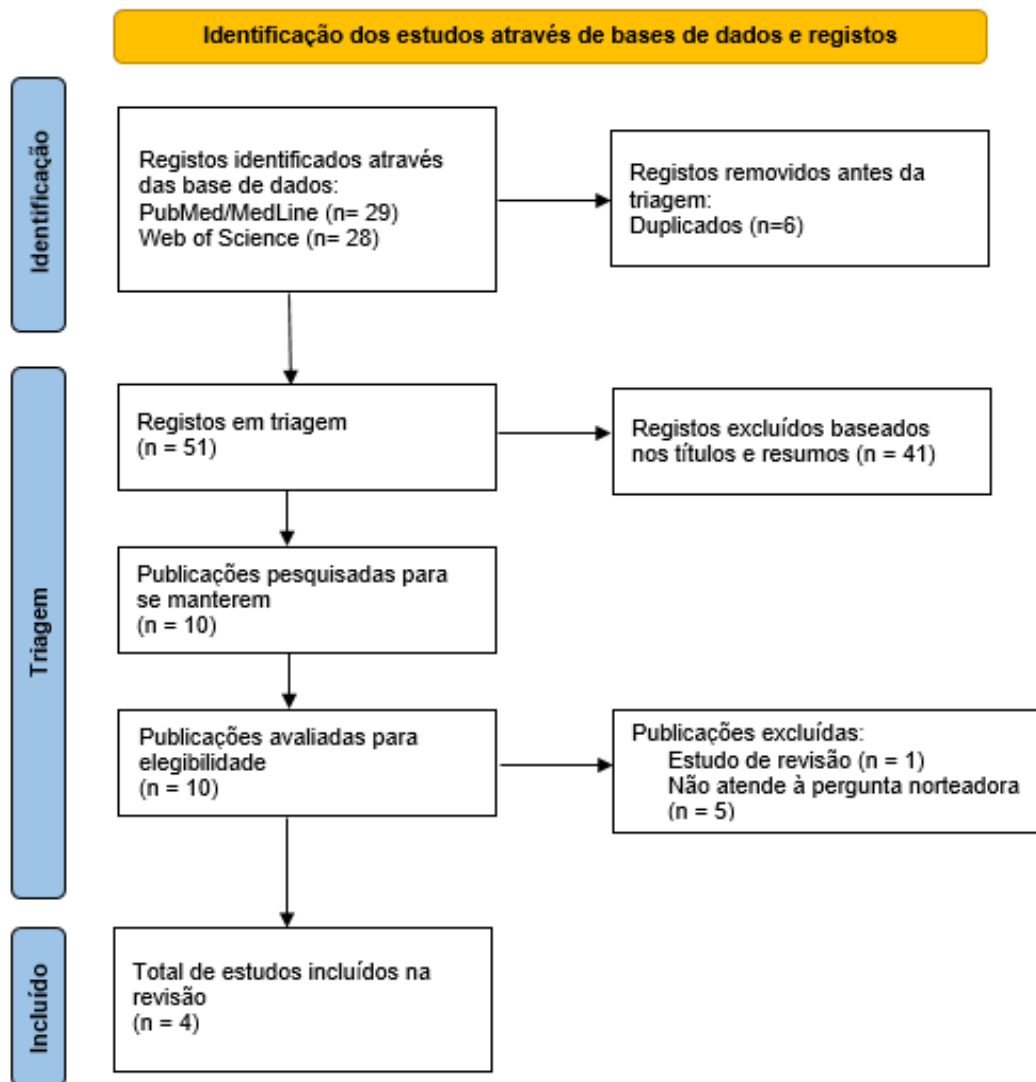 Identificação dos estudos através de bases de dados e registos
Identificação
Registos identificados através
das base de dados:
PubMed/MedLine (n= 29)
Web of Science (n= 28)
Registos removidos antes da
triagem:
Duplicados (n=6)
Triagem
Registos em triagem
(n = 51)
Registos excluídos baseados
nos títulos e resumos (n = 41)
Publicações pesquisadas para
se manterem
(n = 10)
Publicações avaliadas para
elegibilidade
(n = 10)
Publicações excluídas:
Estudo de revisão (n = 1)
Não atende à pergunta norteadora
(n = 5)
Incluído
Total de estudos incluídos na
revisão
(n = 4)